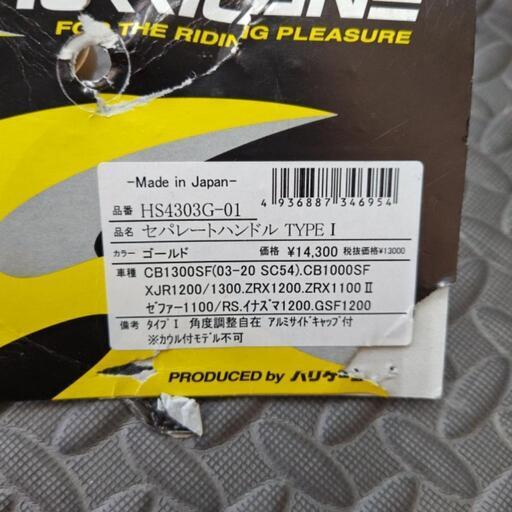 HURRICANE
FOR THE RIDING PLEASURE
-Made in Japan-
4 936887 346954
品番 HS4303G-01
品名 セパレートハンドル TYPE I
カラー ゴールド 価格 ¥14,300 税抜価格¥13000
車種 CB1300SF(03-20 SC54).CB1000SF
XJR1200/1300.ZRX1200.ZRX1100Ⅱ
ゼファー1100/RS.イナズマ1200.GSF1200
備考 タイプI 角度調整自在 アルミサイドキャップ付
※カウル付モデル不可
PRODUCED by ハリケーン